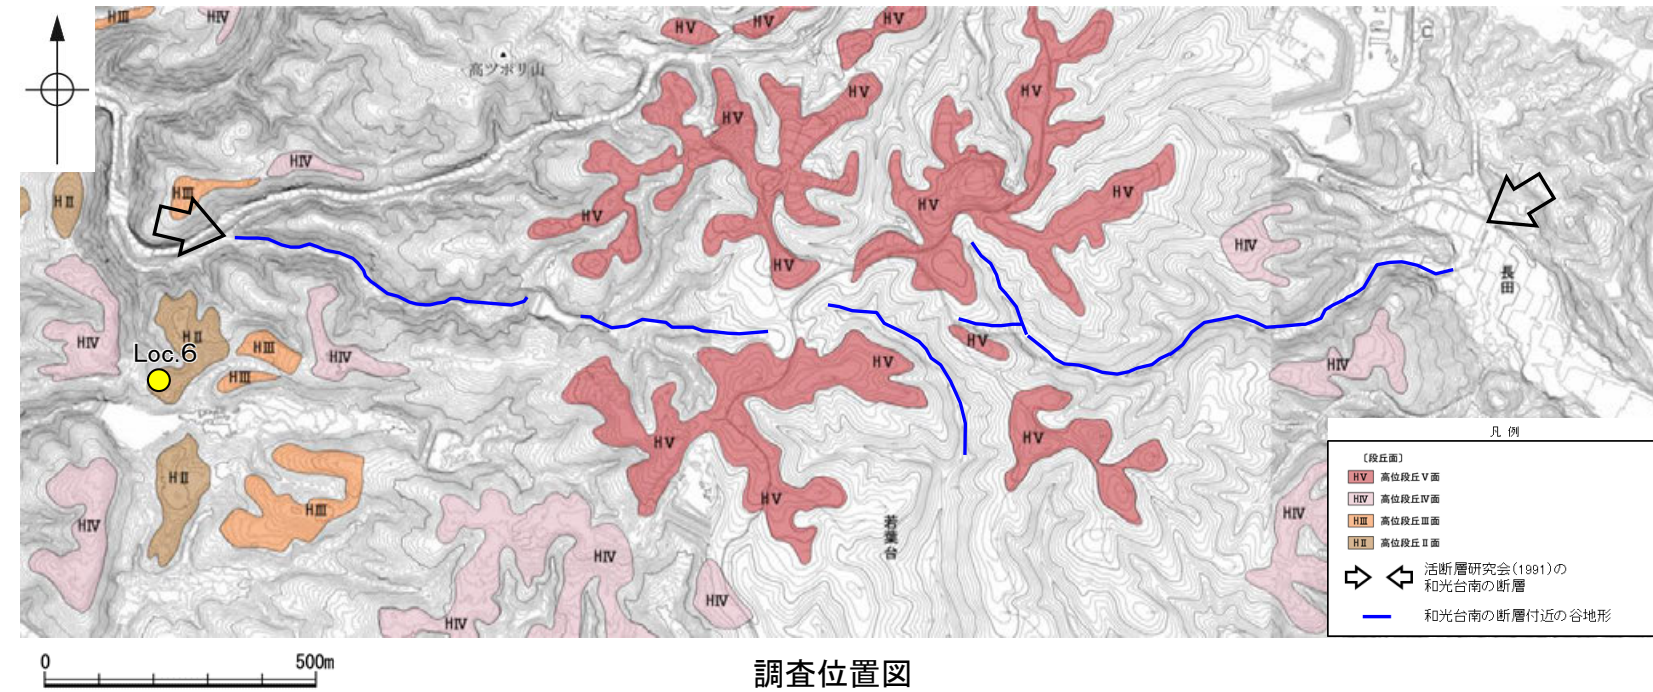 HⅢ
HⅣ
HⅤ
HⅤ
HⅤ
高ツボリ山
HⅤ
HⅤ
HⅤ
HⅣ
HⅢ
HⅡ
HⅤ
HⅤ
HⅤ
HⅣ
HⅤ
長田
HⅡ
HⅣ
HⅢ
HⅣ
HⅤ
HⅤ
Loc.6
HⅢ
HⅣ
HⅤ
HⅤ
HⅡ
HⅢ
HⅤ
HⅣ
HⅣ
若葉台
HⅣ
HⅣ
HⅣ
凡 例
〔段丘面〕
HⅤ 高位段丘Ⅴ面
HⅣ 高位段丘Ⅳ面
HⅢ 高位段丘Ⅲ面
HⅡ 高位段丘Ⅱ面
活断層研究会(1991)の
和光台南の断層
和光台南の断層付近の谷地形
0 500m
調査位置図